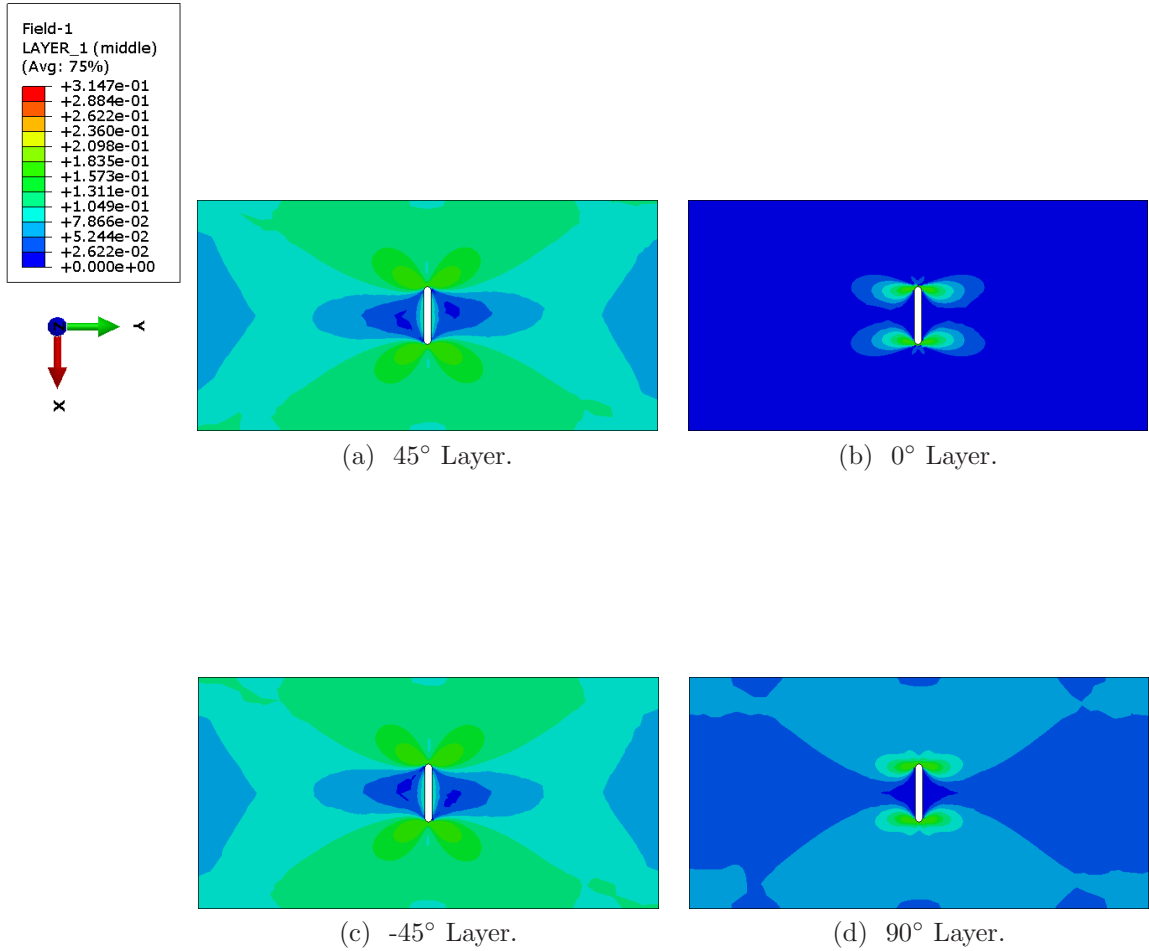 Field-1
LAYER_1 (middle)
(Avg: 75%)
+3.147e-01
+2.884e-01
+2.622e-01
+2.360e-01
+2.098e-01
+1.835e-01
+1.573e-01
+1.311e-01
+1.049e-01
+7.866e-02
+5.244e-02
+2.622e-02
+0.000e+00
Z
Y
X
(a) 45° Layer.
(b) 0° Layer.
(c) -45° Layer.
(d) 90° Layer.